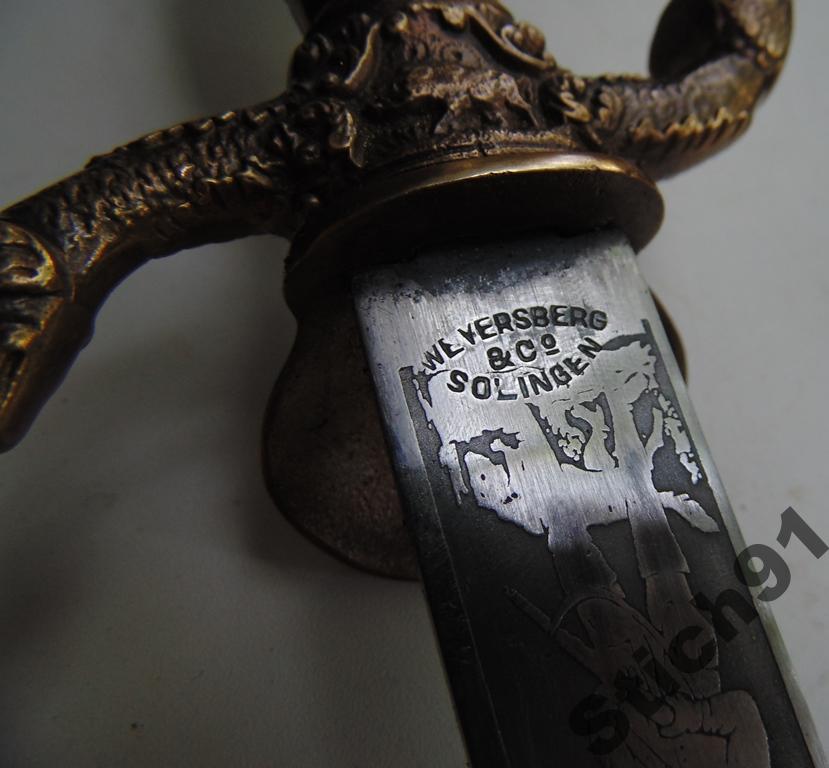 WEYERSBERG
& Cº
SOLINGEN
Stich91